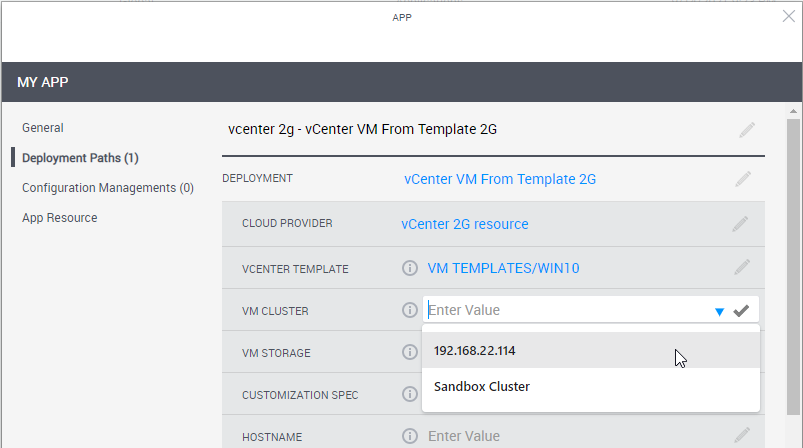 APP
MY APP
General
Deployment Paths (1)
Configuration Managements (0)
App Resource
vcenter 2g - vCenter VM From Template 2G
DEPLOYMENT vCenter VM From Template 2G
CLOUD PROVIDER vCenter 2G resource
VCENTER TEMPLATE VM TEMPLATES/WIN10
VM CLUSTER Enter Value
192.168.22.114
Sandbox Cluster
VM STORAGE
CUSTOMIZATION SPEC
HOSTNAME Enter Value